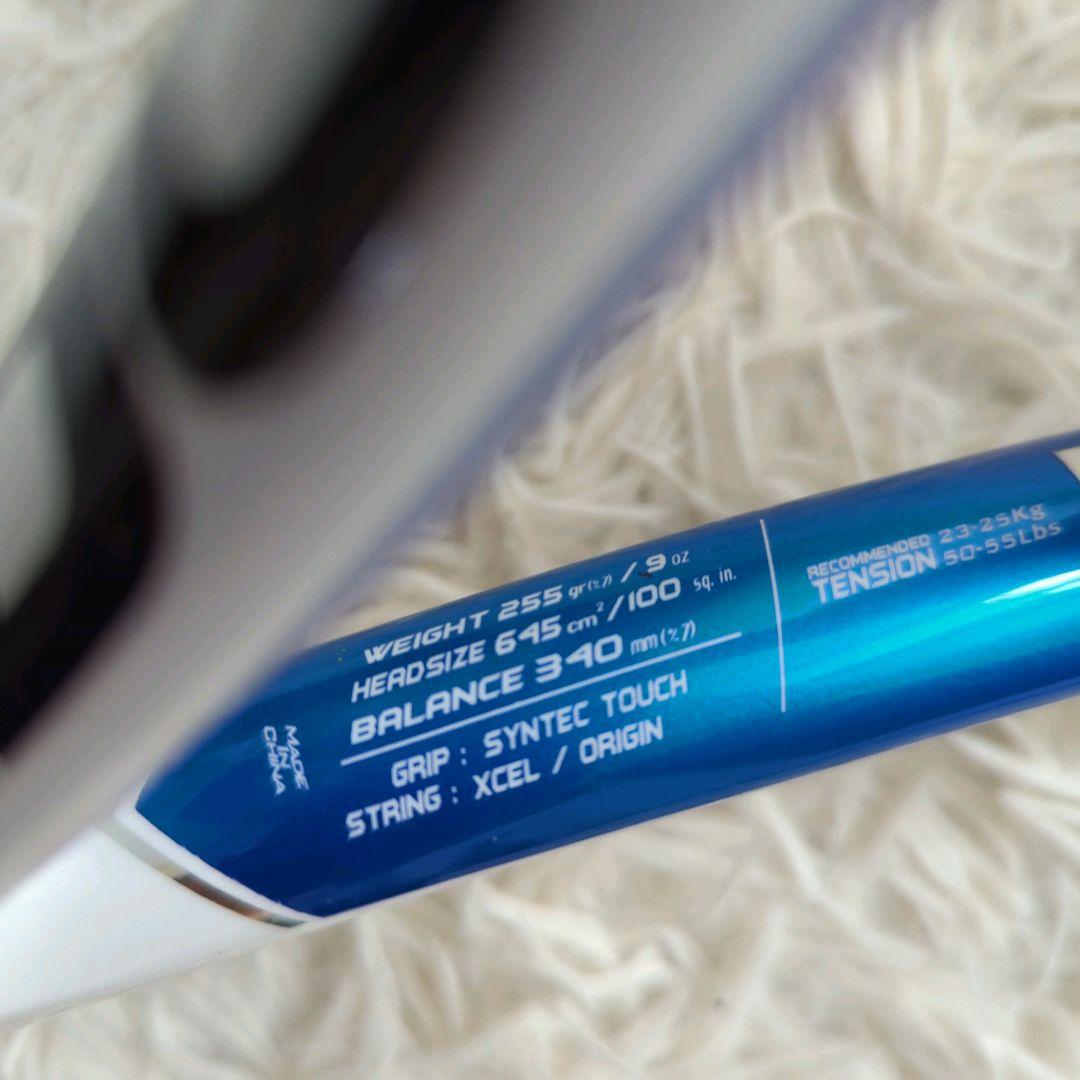 WEIGHT 255 gr (±7) / 9 oz
HEADSIZE 645 cm² / 100 sq. in.
BALANCE 340 mm (±7)
GRIP : SYNTEC TOUCH
STRING : XCEL / ORIGIN
MADE
IN
CHINA
RECOMMENDED 23-25Kg
TENSION 50-55Lbs